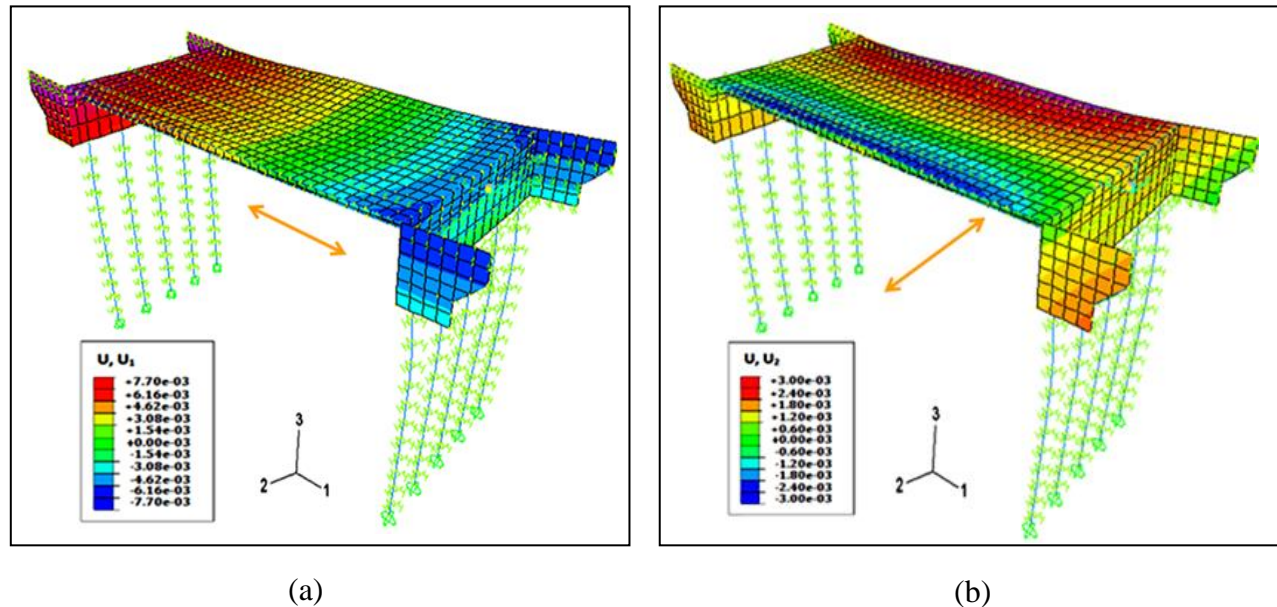 U, U₁
+7.70e-03
+6.16e-03
+4.62e-03
+3.08e-03
+1.54e-03
+0.00e-03
-1.54e-03
-3.08e-03
-4.62e-03
-6.16e-03
-7.70e-03
3
2
1
U, U₂
+3.00e-03
+2.40e-03
+1.80e-03
+1.20e-03
+0.60e-03
+0.00e-03
-0.60e-03
-1.20e-03
-1.80e-03
-2.40e-03
-3.00e-03
3
2
1
(a)
(b)